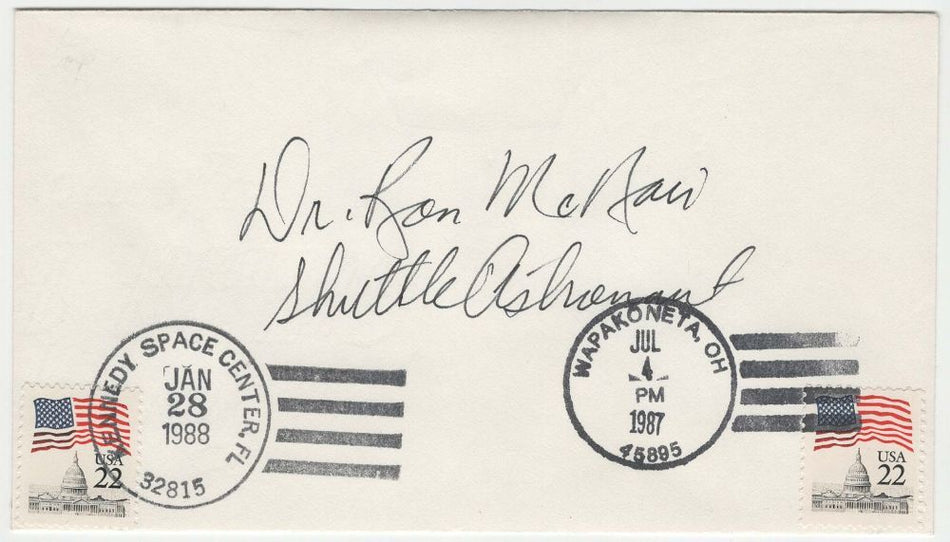 Dr. Ron McNair
Shuttle Astronaut
KENNEDY SPACE CENTER, FL
JAN
28
1988
32815
WAPAKONETA, OH
JUL
4
PM
1987
45895
USA
22
USA
22